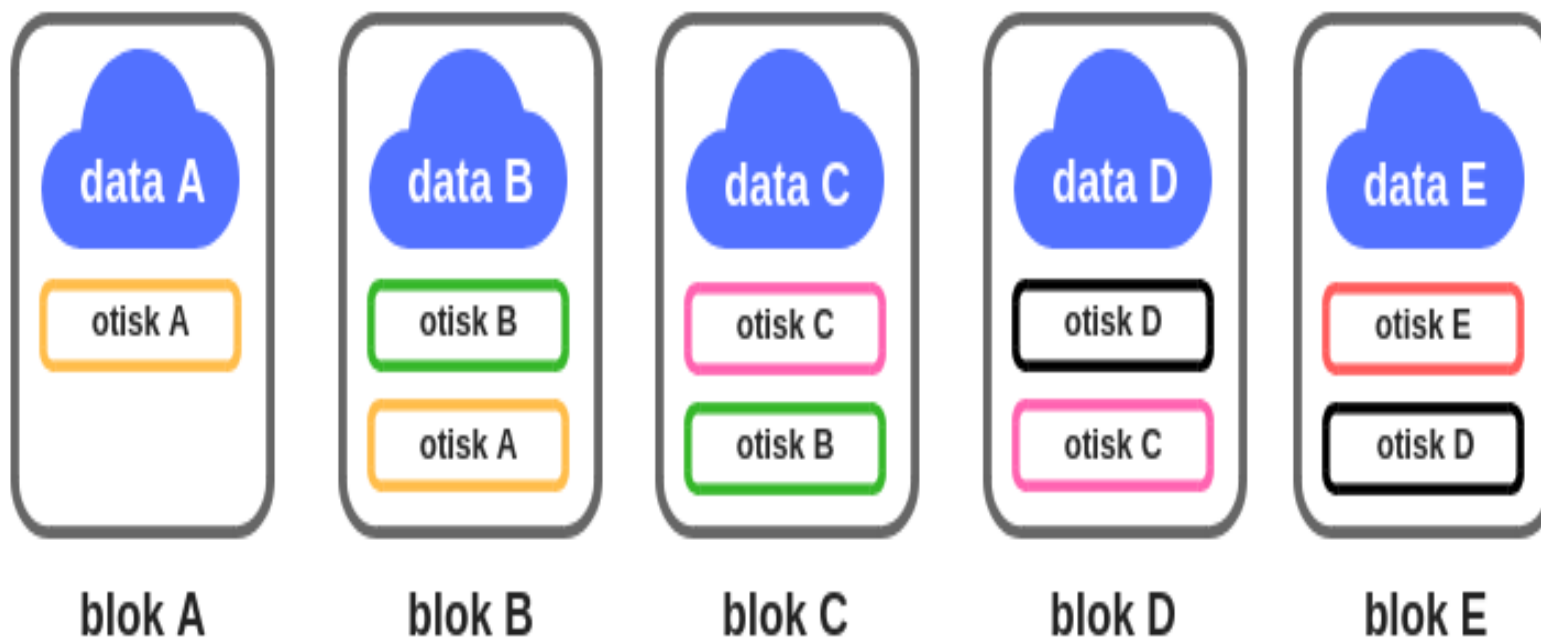 data A
otisk A
blok A
data B
otisk B
otisk A
blok B
data C
otisk C
otisk B
blok C
data D
otisk D
otisk C
blok D
data E
otisk E
otisk D
blok E